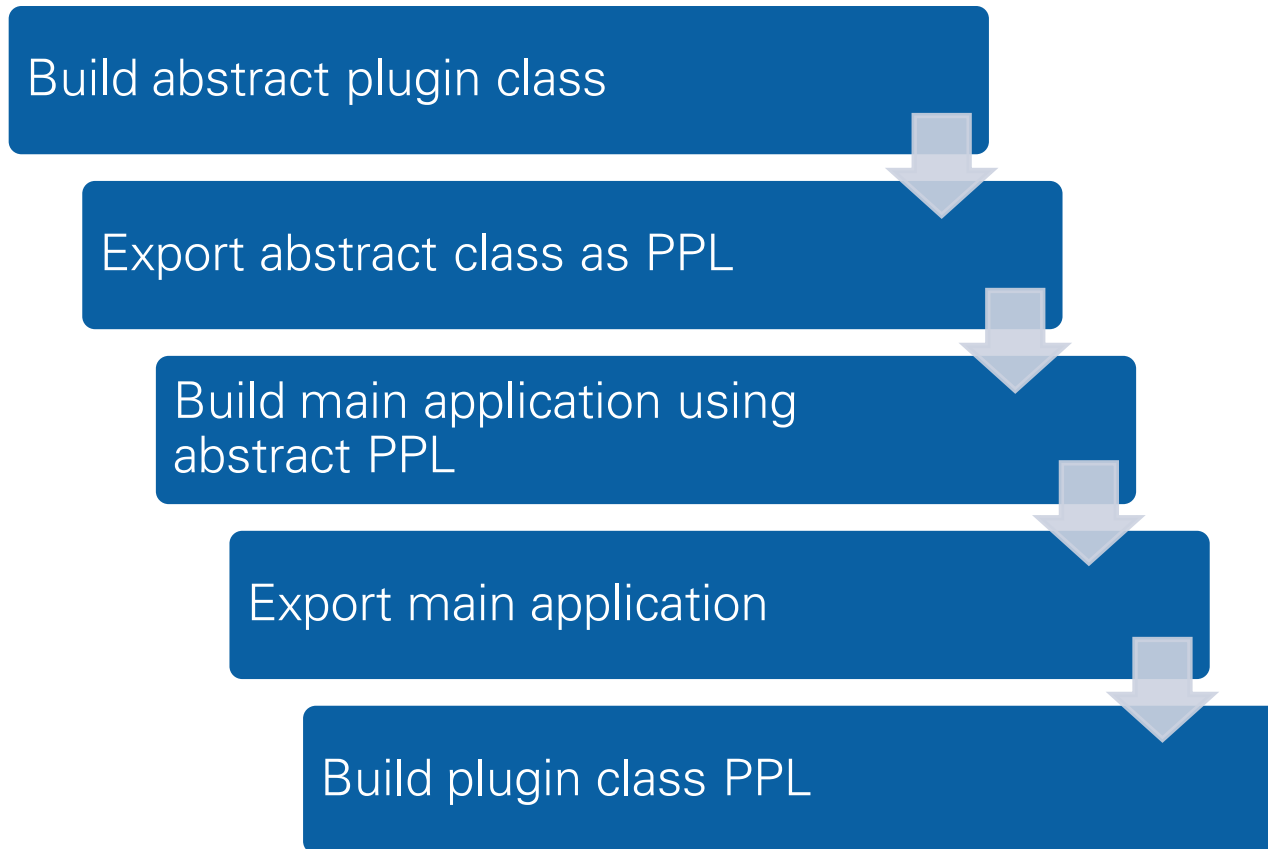 Build abstract plugin class
Export abstract class as PPL
Build main application using
abstract PPL
Export main application
Build plugin class PPL